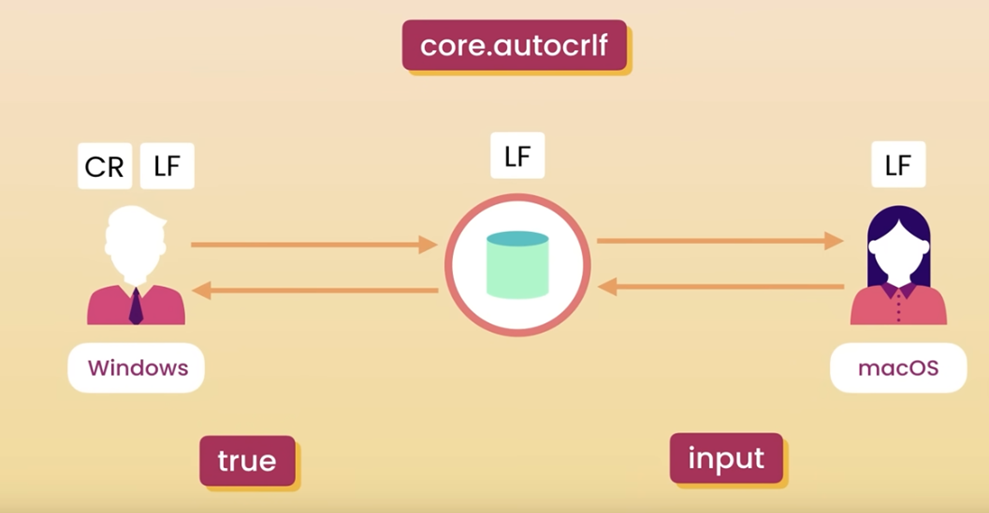 core.autocrlf
CR LF
LF
LF
Windows
macOS
true
input